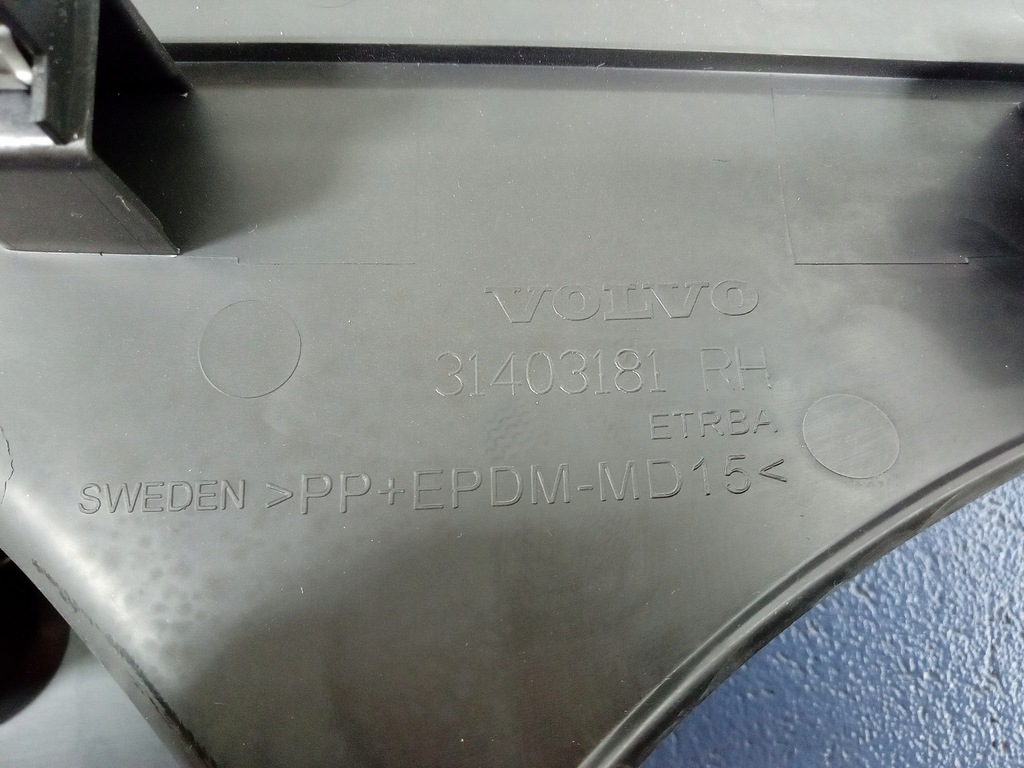 VOLVO
31403181 RH
ETRBA
SWEDEN >PP+EPDM-MD15<